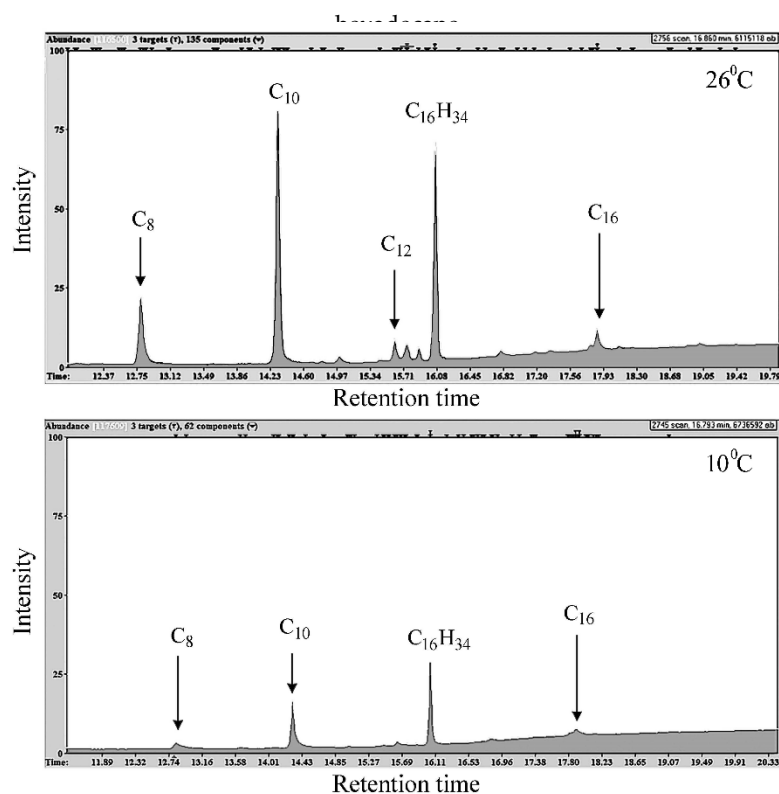 Abundance [116500] 3 targets (τ), 135 components (▾)
2756 scan, 16.860 min, 6115118 ab
26⁰C
C₈
C₁₀
C₁₂
C₁₆H₃₄
C₁₆
Intensity
100
75
50
25
0
Time: 12.37 12.75 13.12 13.49 13.86 14.23 14.60 14.97 15.34 15.71 16.08 16.45 16.82 17.20 17.56 17.93 18.30 18.68 19.05 19.42 19.79
Retention time
Abundance [117600] 3 targets (τ), 62 components (▾)
2745 scan, 16.793 min, 6736592 ab
10⁰C
C₈
C₁₀
C₁₆H₃₄
C₁₆
Intensity
100
75
50
25
0
Time: 11.89 12.32 12.74 13.16 13.58 14.01 14.43 14.85 15.27 15.69 16.11 16.53 16.96 17.38 17.80 18.23 18.65 19.07 19.49 19.91 20.33
Retention time